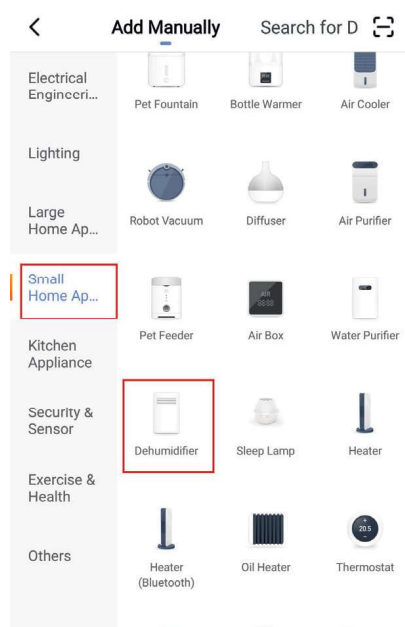 Add Manually
Search for D
Electrical
Engineeri...
Lighting
Large
Home Ap...
Small
Home Ap...
Kitchen
Appliance
Security &
Sensor
Exercise &
Health
Others
Pet Fountain
Bottle Warmer
Air Cooler
Robot Vacuum
Diffuser
Air Purifier
Pet Feeder
Air Box
Water Purifier
Dehumidifier
Sleep Lamp
Heater
Heater
(Bluetooth)
Oil Heater
Thermostat
20.5